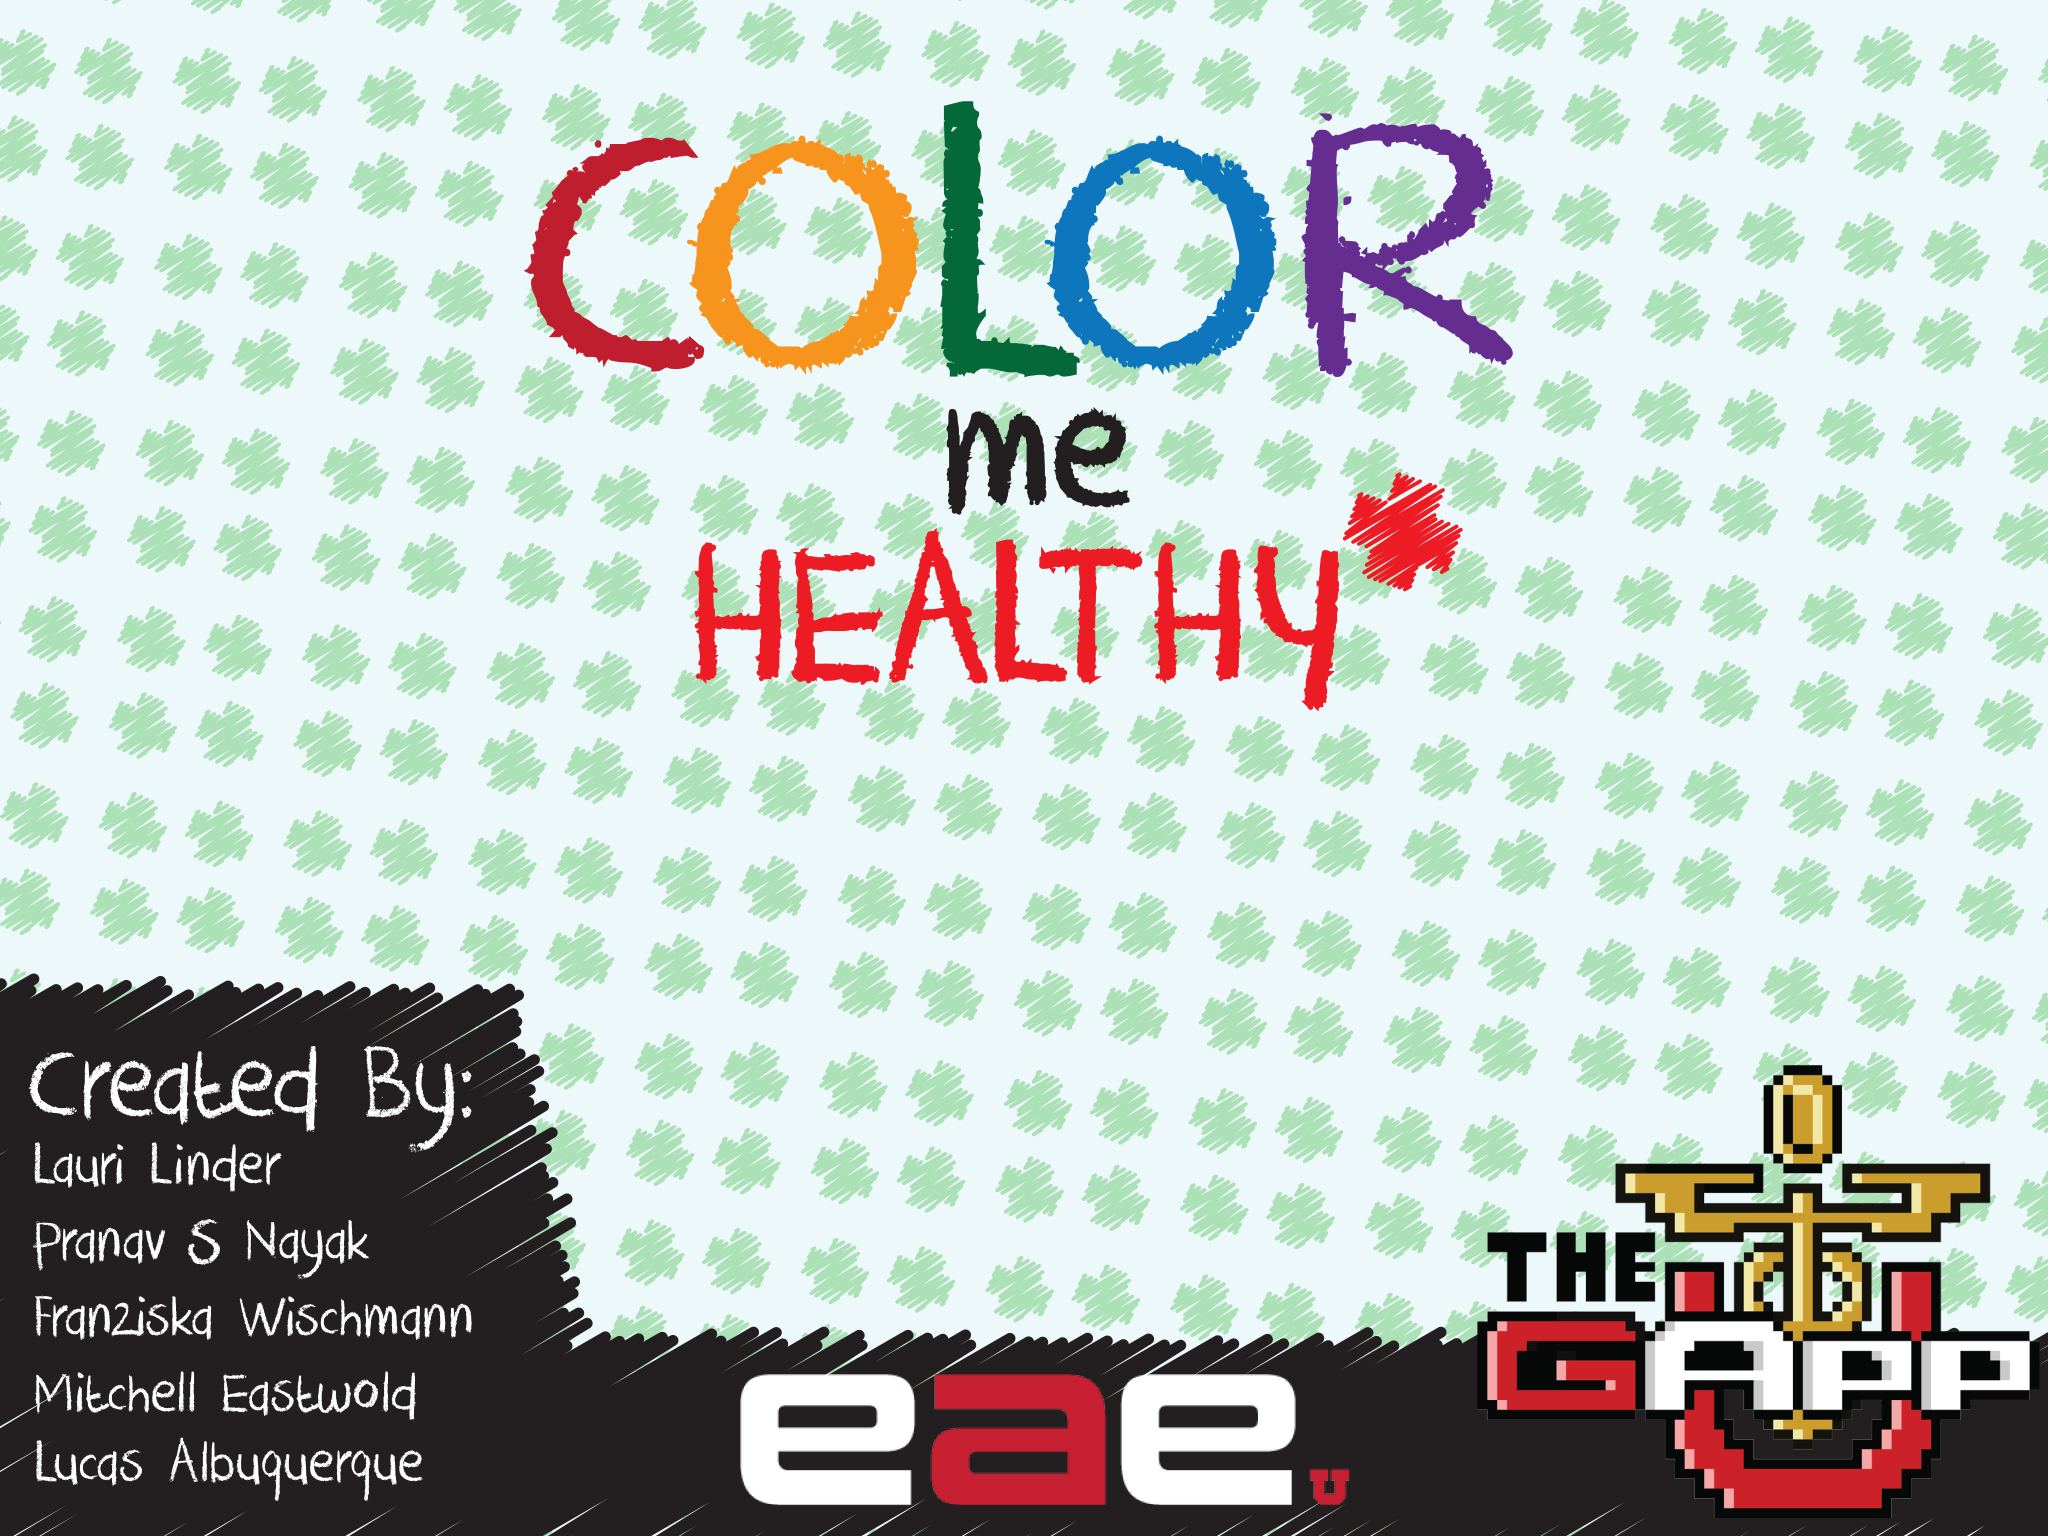 COLOR
me
HEALTHY
Created By:
Lauri Linder
Pranav S Nayak
Franziska Wischmann
Mitchell Eastwold
Lucas Albuquerque
eae
U
THE
GAPP